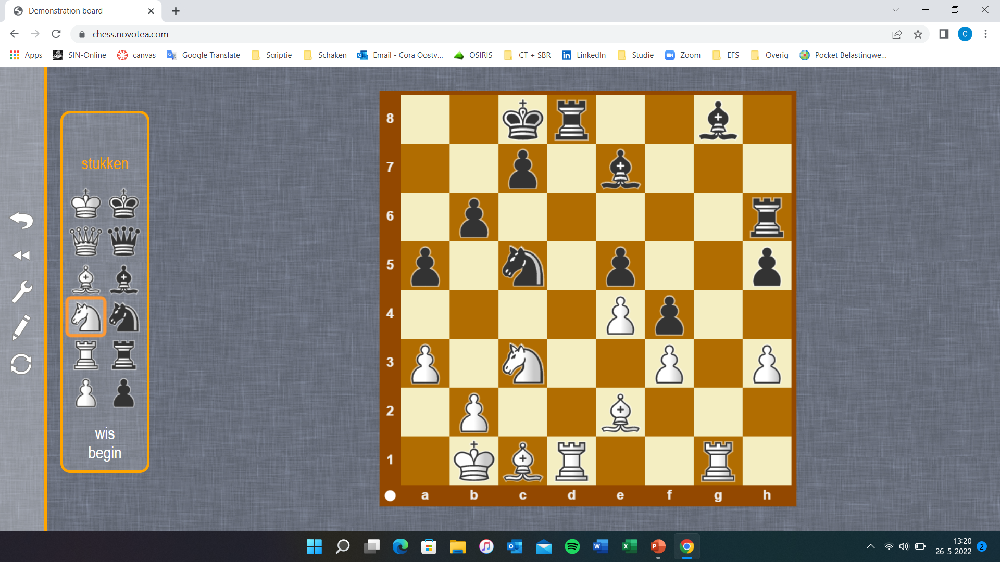 Demonstration board
chess.novotea.com
C
Apps
SIN-Online
canvas
Google Translate
Scriptie
Schaken
Email - Cora Oostv...
OSIRIS
CT + SBR
LinkedIn
Studie
Zoom
EFS
Overig
Pocket Belastingwe...
stukken
wis
begin
8
7
6
5
4
3
2
1
a b c d e f g h
13:20
26-5-2022
2